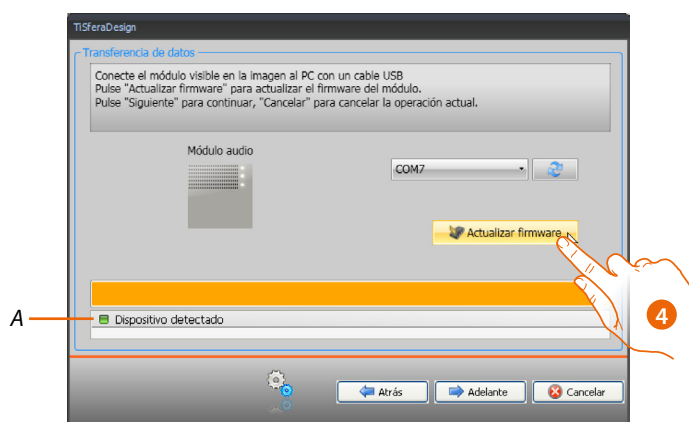 TiSferaDesign
Transferencia de datos
Conecte el módulo visible en la imagen al PC con un cable USB
Pulse "Actualizar firmware" para actualizar el firmware del módulo.
Pulse "Siguiente" para continuar, "Cancelar" para cancelar la operación actual.
Módulo audio
COM7
Actualizar firmware
4
A
Dispositivo detectado
Atrás
Adelante
Cancelar